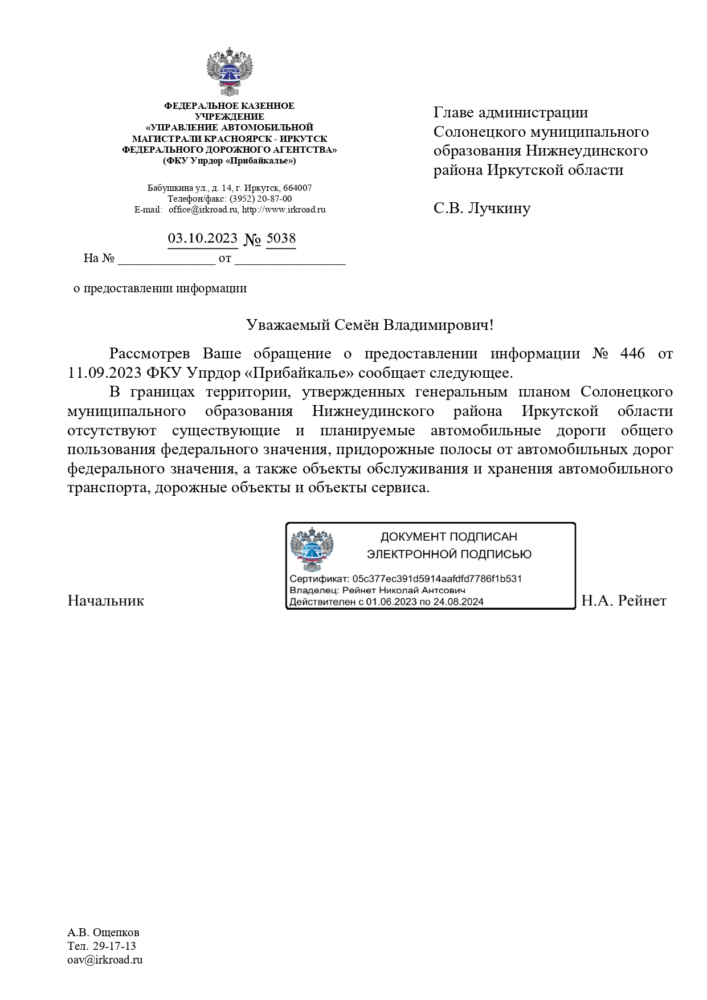 ФЕДЕРАЛЬНОЕ КАЗЕННОЕ
УЧРЕЖДЕНИЕ
«УПРАВЛЕНИЕ АВТОМОБИЛЬНОЙ
МАГИСТРАЛИ КРАСНОЯРСК - ИРКУТСК
ФЕДЕРАЛЬНОГО ДОРОЖНОГО АГЕНТСТВА»
(ФКУ Упрдор «Прибайкалье»)
Бабушкина ул., д. 14, г. Иркутск, 664007
Телефон/факс: (3952) 20-87-00
E-mail: office@irkroad.ru, http://www.irkroad.ru
03.10.2023 № 5038
На № _______________ от _________________
о предоставлении информации
Главе администрации
Солонецкого муниципального
образования Нижнеудинского
района Иркутской области
С.В. Лучкину
Уважаемый Семён Владимирович!
Рассмотрев Ваше обращение о предоставлении информации № 446 от
11.09.2023 ФКУ Упрдор «Прибайкалье» сообщает следующее.
В границах территории, утвержденных генеральным планом Солонецкого
муниципального образования Нижнеудинского района Иркутской области
отсутствуют существующие и планируемые автомобильные дороги общего
пользования федерального значения, придорожные полосы от автомобильных дорог
федерального значения, а также объекты обслуживания и хранения автомобильного
транспорта, дорожные объекты и объекты сервиса.
ДОКУМЕНТ ПОДПИСАН
ЭЛЕКТРОННОЙ ПОДПИСЬЮ
Сертификат: 05c377ec391d5914aafdfd7786f1b531
Владелец: Рейнет Николай Антсович
Действителен с 01.06.2023 по 24.08.2024
Начальник Н.А. Рейнет
А.В. Ощепков
Тел. 29-17-13
oav@irkroad.ru